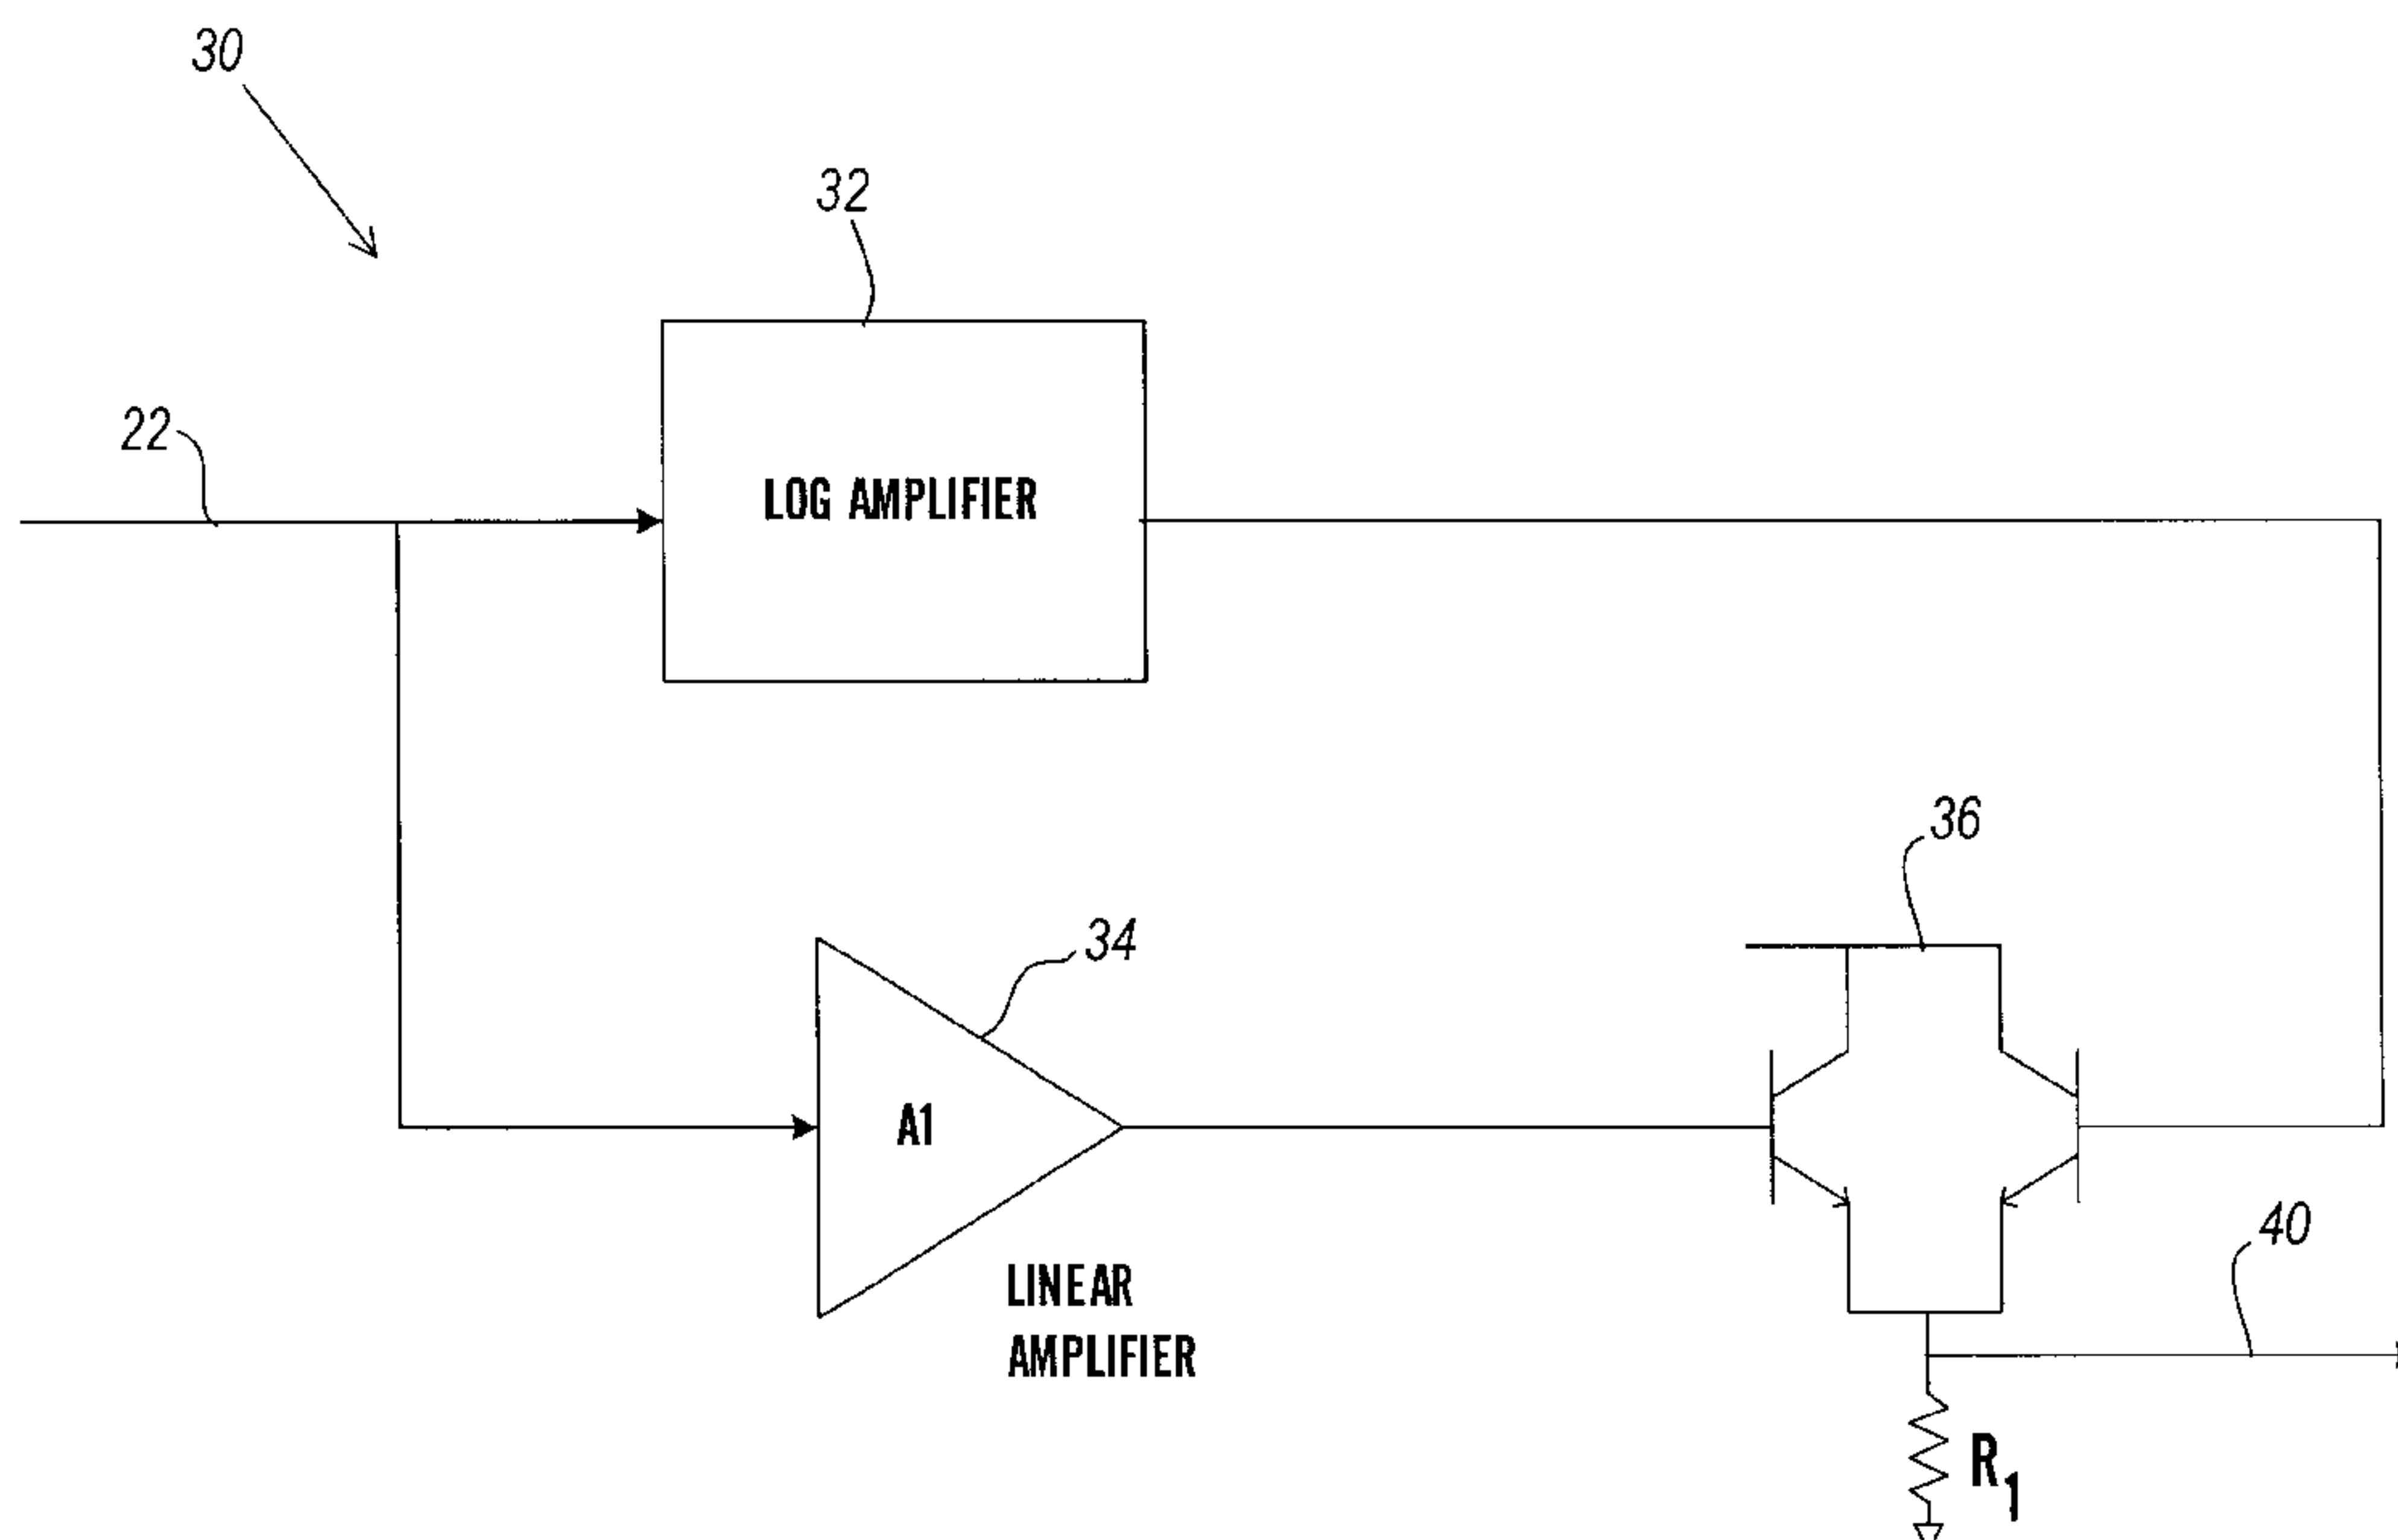 30
32
22
LOG AMPLIFIER
36
34
A1
40
LINEAR
AMPLIFIER
R1